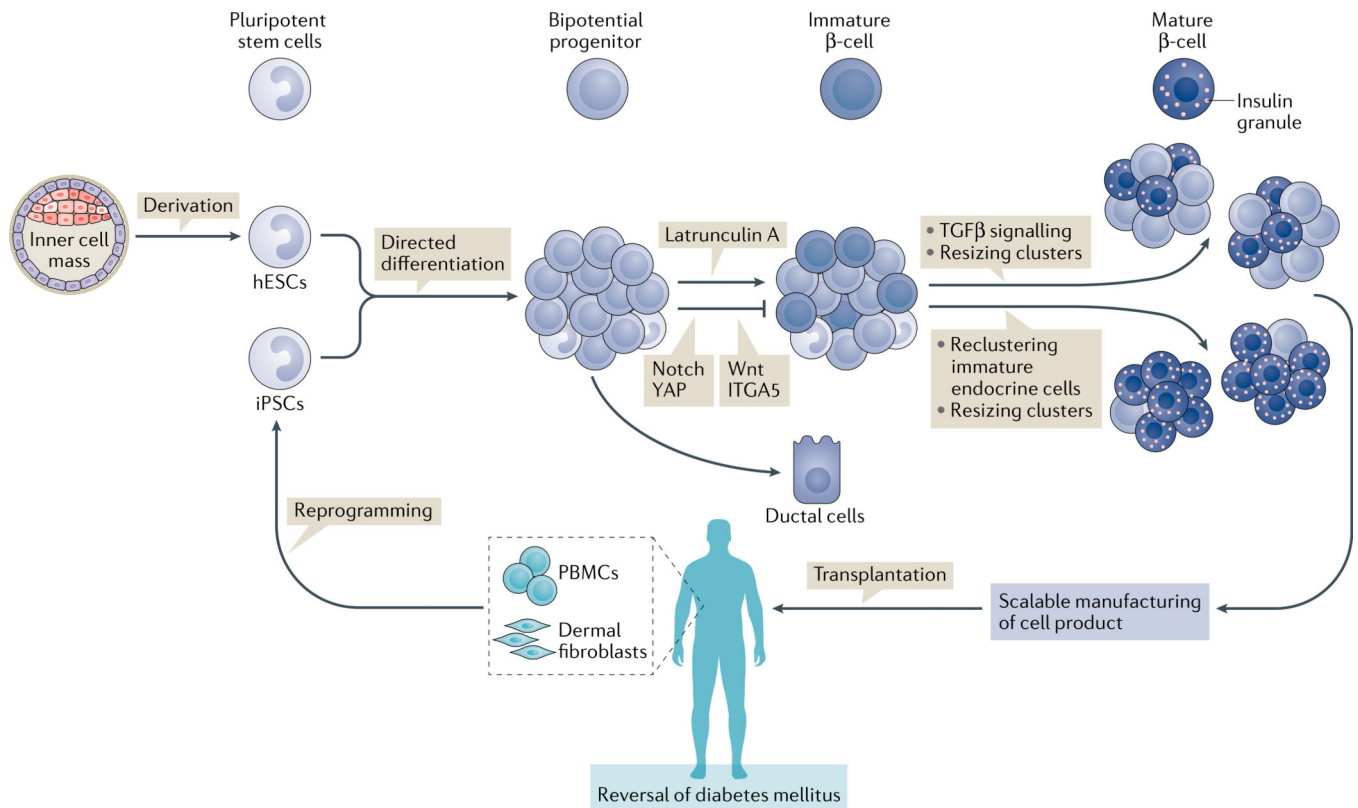 Pluripotent
stem cells
Bipotential
progenitor
Immature
β-cell
Mature
β-cell
Insulin
granule
Inner cell
mass
Derivation
hESCs
iPSCs
Directed
differentiation
Latrunculin A
Notch
YAP
Wnt
ITGA5
• TGFβ signalling
• Resizing clusters
• Reclustering
immature
endocrine cells
• Resizing clusters
Ductal cells
Reprogramming
PBMCs
Dermal
fibroblasts
Transplantation
Scalable manufacturing
of cell product
Reversal of diabetes mellitus